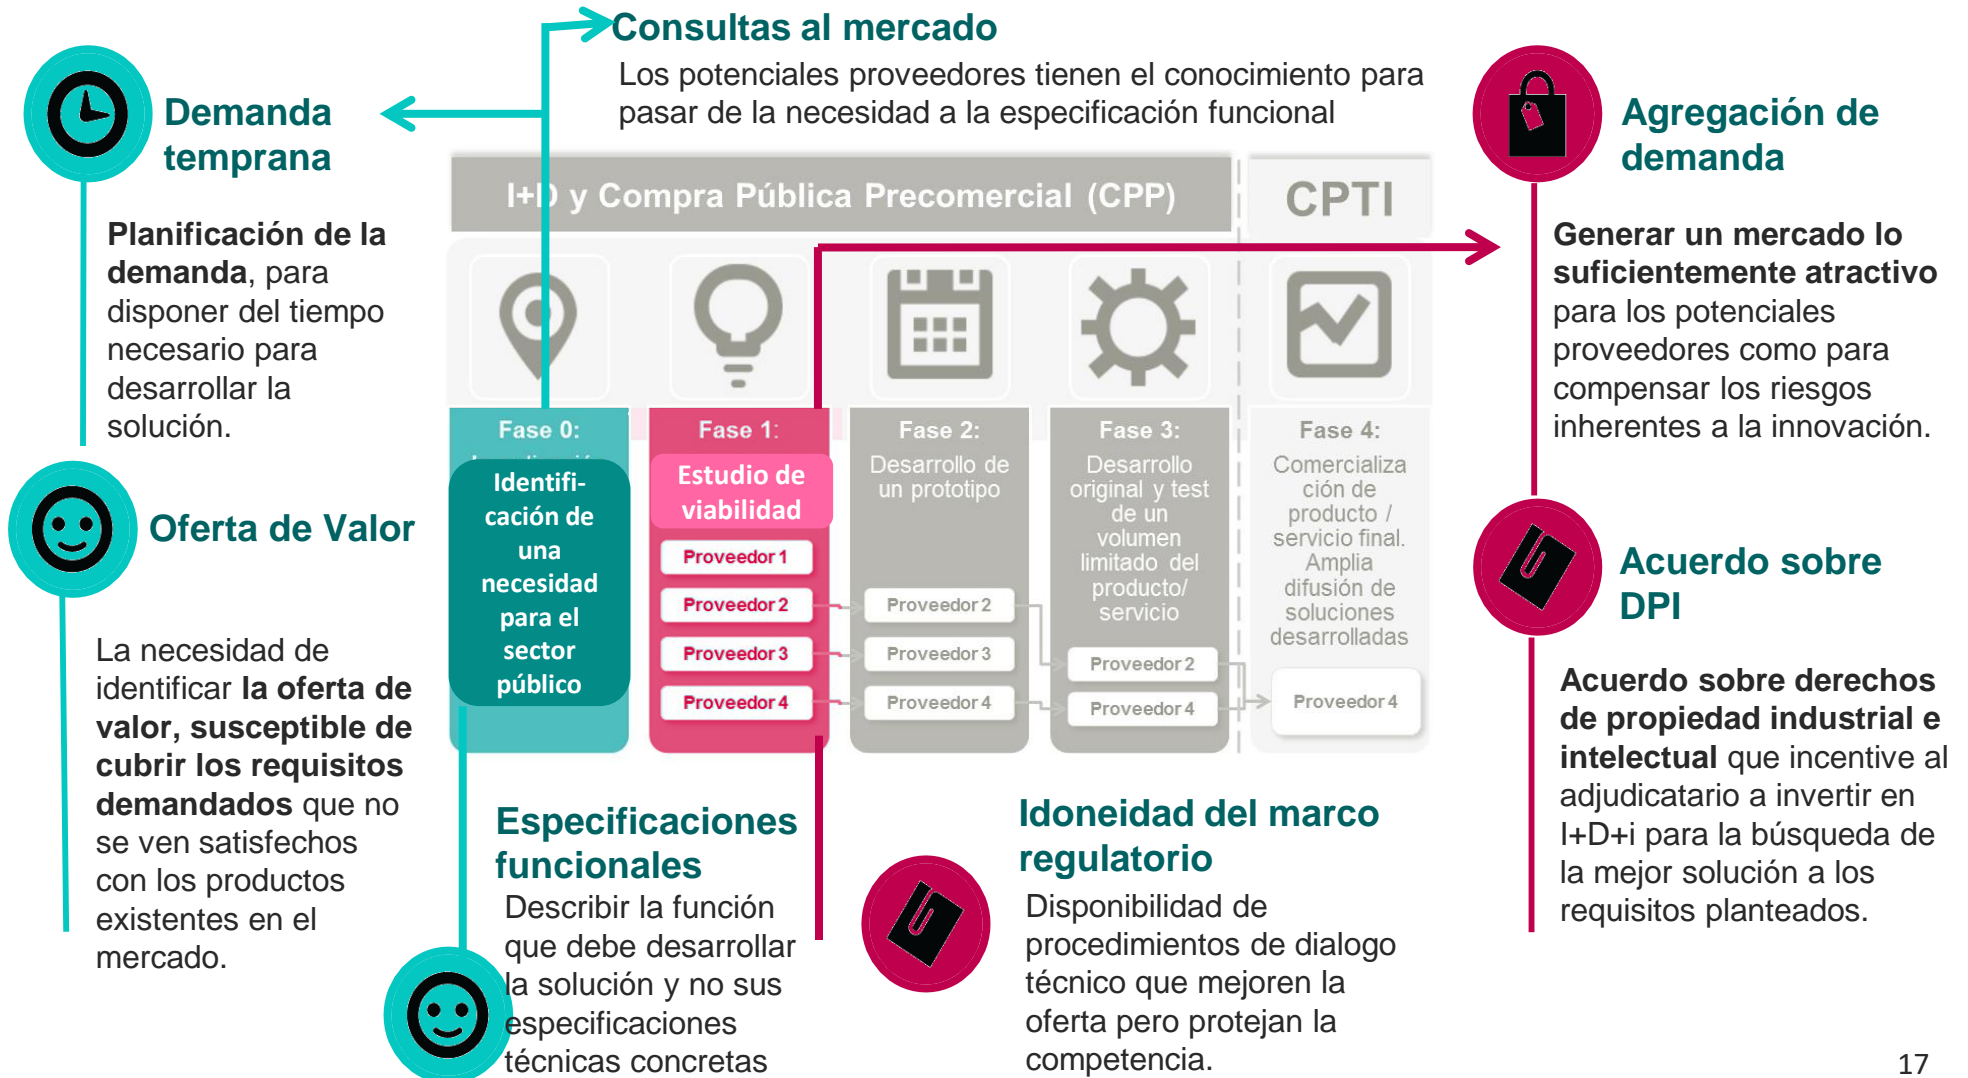 Consultas al mercado
Los potenciales proveedores tienen el conocimiento para
pasar de la necesidad a la especificación funcional
Demanda
temprana
Planificación de la
demanda, para
disponer del tiempo
necesario para
desarrollar la
solución.
Oferta de Valor
La necesidad de
identificar la oferta de
valor, susceptible de
cubrir los requisitos
demandados que no
se ven satisfechos
con los productos
existentes en el
mercado.
I+D y Compra Pública Precomercial (CPP)
CPTI
Fase 0:
Identifi-
cación de
una
necesidad
para el
sector
público
Fase 1:
Estudio de
viabilidad
Proveedor 1
Proveedor 2
Proveedor 3
Proveedor 4
Fase 2:
Desarrollo de
un prototipo
Proveedor 2
Proveedor 3
Proveedor 4
Fase 3:
Desarrollo
original y test
de un
volumen
limitado del
producto/
servicio
Proveedor 2
Proveedor 4
Fase 4:
Comercializa
ción de
producto /
servicio final.
Amplia
difusión de
soluciones
desarrolladas
Proveedor 4
Especificaciones
funcionales
Describir la función
que debe desarrollar
la solución y no sus
especificaciones
técnicas concretas
Idoneidad del marco
regulatorio
Disponibilidad de
procedimientos de dialogo
técnico que mejoren la
oferta pero protejan la
competencia.
Agregación de
demanda
Generar un mercado lo
suficientemente atractivo
para los potenciales
proveedores como para
compensar los riesgos
inherentes a la innovación.
Acuerdo sobre
DPI
Acuerdo sobre derechos
de propiedad industrial e
intelectual que incentive al
adjudicatario a invertir en
I+D+i para la búsqueda de
la mejor solución a los
requisitos planteados.
17